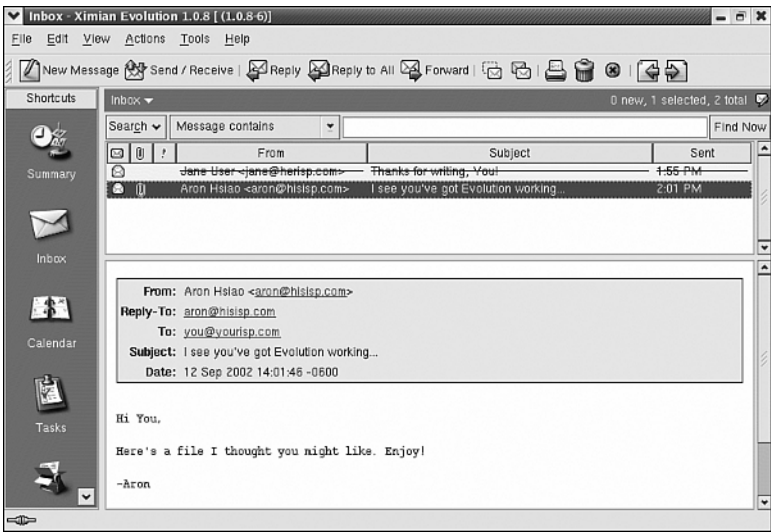 Inbox - Ximian Evolution 1.0.8 [ (1.0.8-6)]
File Edit View Actions Tools Help
New Message Send / Receive Reply Reply to All Forward
Shortcuts
Inbox 0 new, 1 selected, 2 total
Search Message contains Find Now
! From Subject Sent
Jane User <jane@herisp.com> Thanks for writing, You! 1:55 PM
Aron Hsiao <aron@hisisp.com> I see you've got Evolution working... 2:01 PM
Summary
Inbox
Calendar
Tasks
From: Aron Hsiao <aron@hisisp.com>
Reply-To: aron@hisisp.com
To: you@yourisp.com
Subject: I see you've got Evolution working...
Date: 12 Sep 2002 14:01:46 -0600
Hi You,
Here's a file I thought you night like. Enjoy!
-Aron